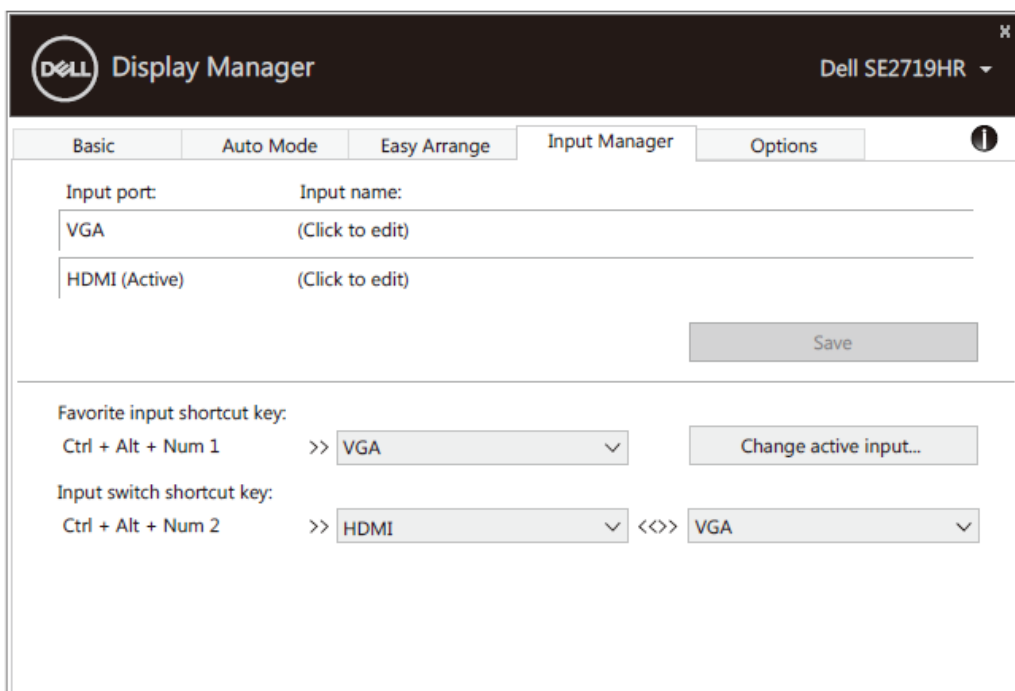 DELL Display Manager Dell SE2719HR
x
Basic Auto Mode Easy Arrange Input Manager Options i
Input port: Input name:
VGA (Click to edit)
HDMI (Active) (Click to edit)
Save
Favorite input shortcut key:
Ctrl + Alt + Num 1 >> VGA Change active input...
Input switch shortcut key:
Ctrl + Alt + Num 2 >> HDMI <<>> VGA